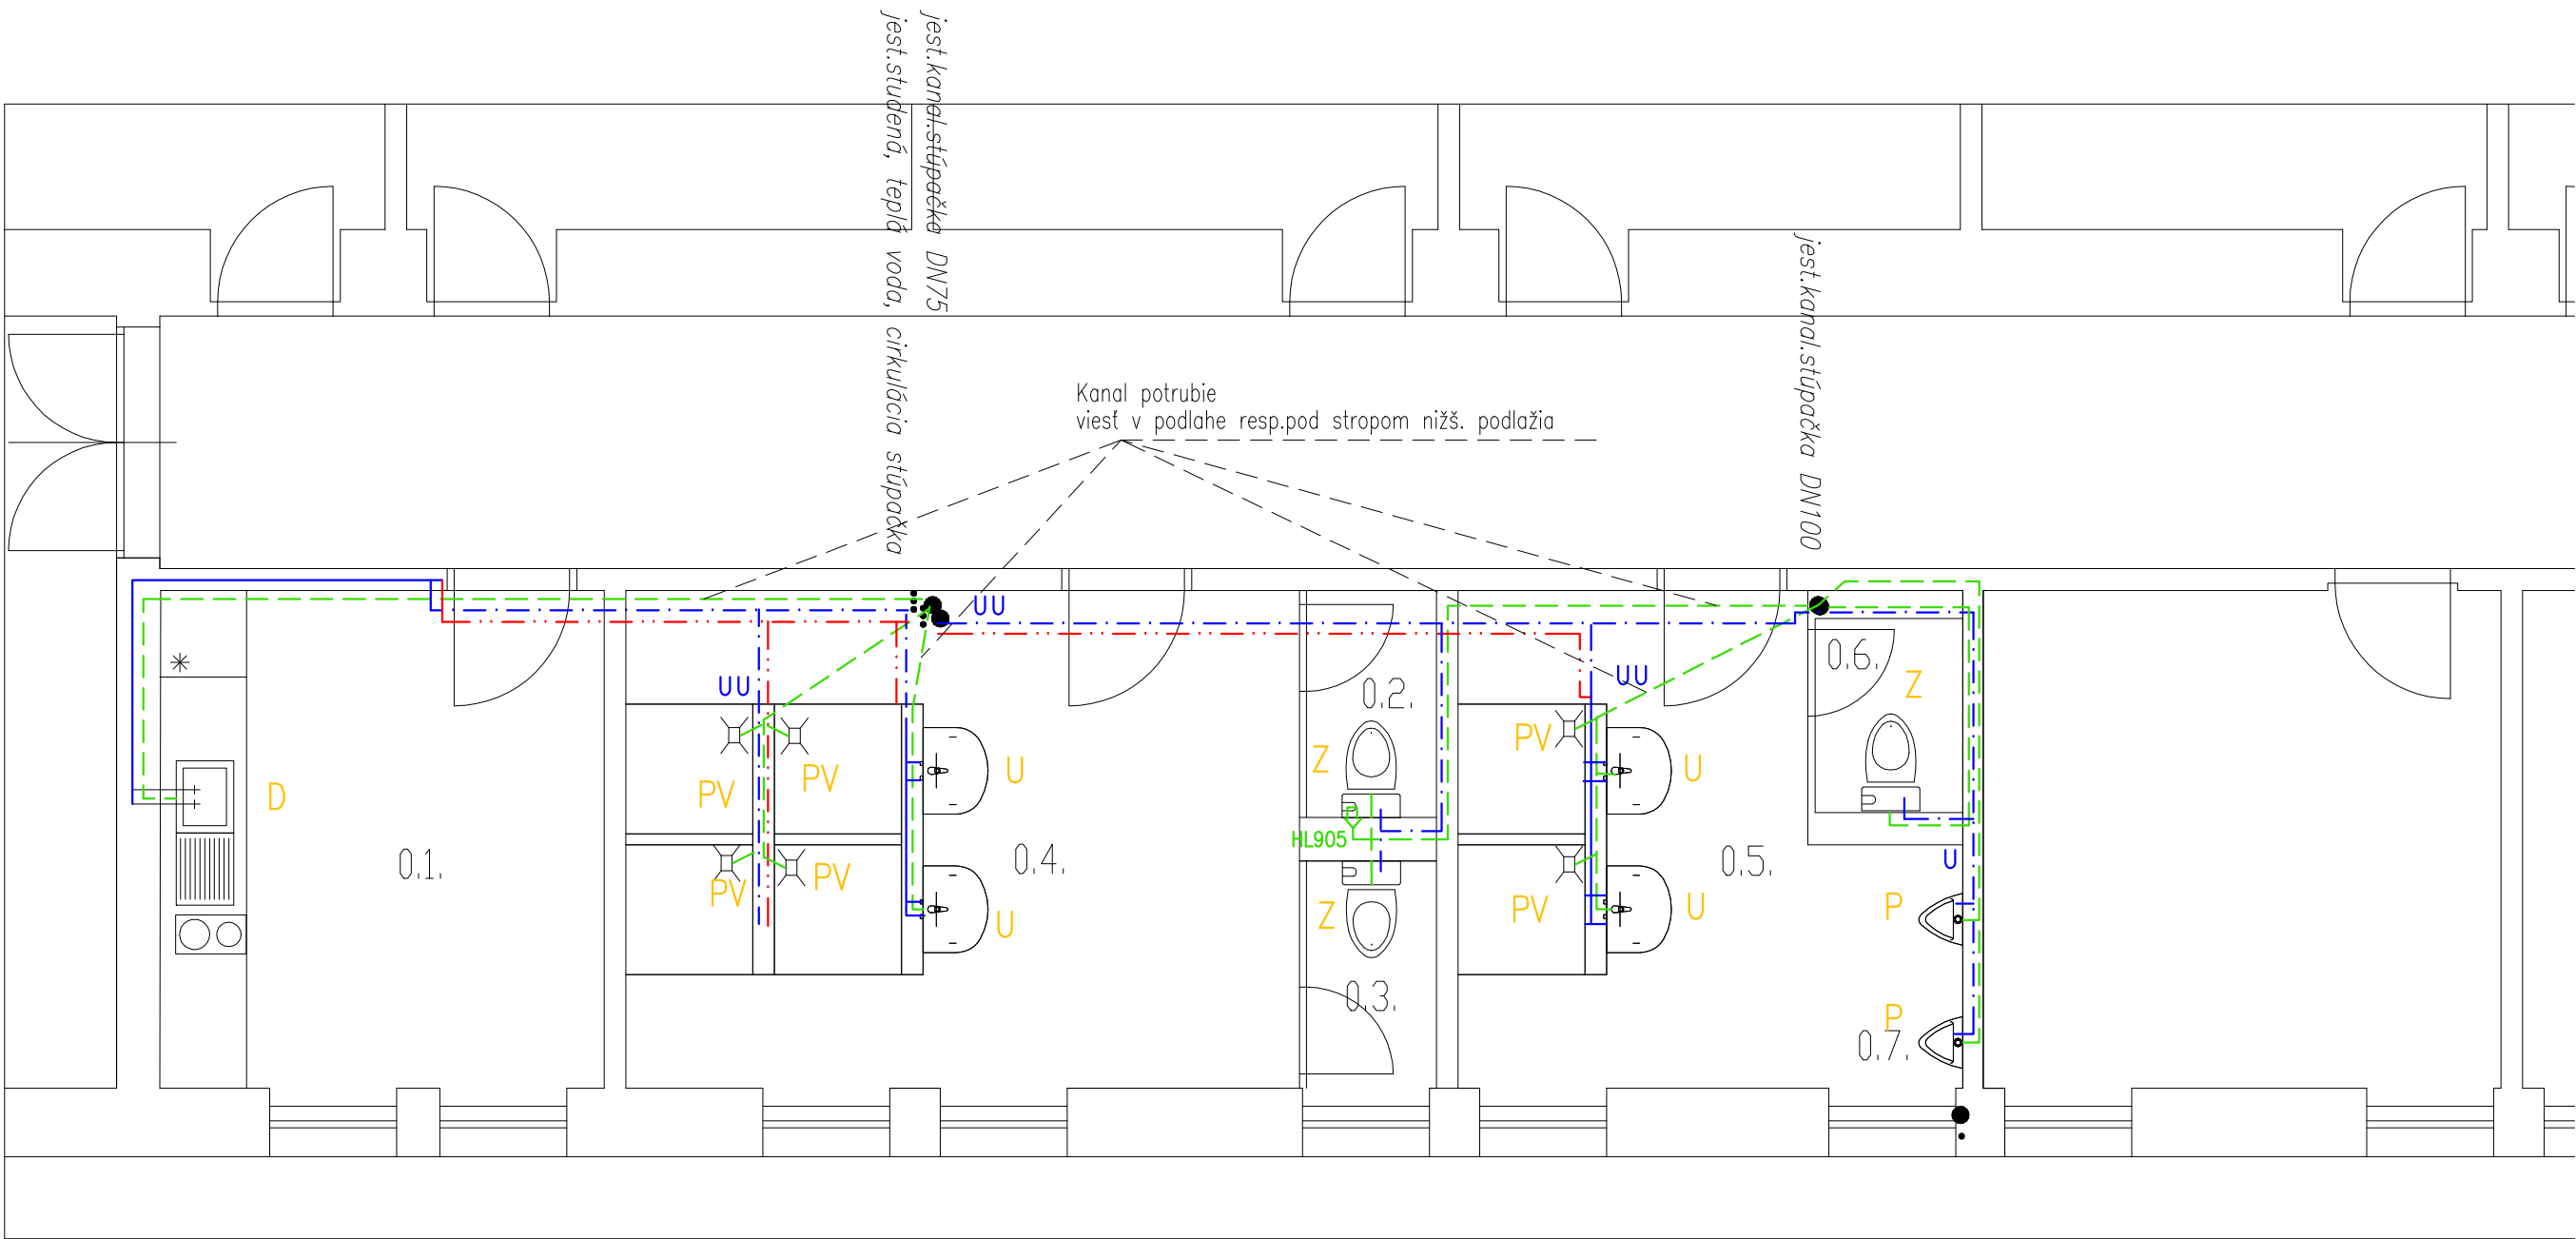 jest.kanal.stúpačka DN75
jest.studená, teplá voda, cirkulácia stúpačka
jest.kanal.stúpačka DN100
Kanal potrubie
viesť v podlahe resp.pod stropom nižš. podlažia
UU
UU
UU
0.6.
Z
0.2.
PV
PV
PV
U
Z
PV
U
D
HL905
0.1.
0.4.
0.5.
U
PV
PV
U
Z
PV
U
P
0.3.
P
0.7.